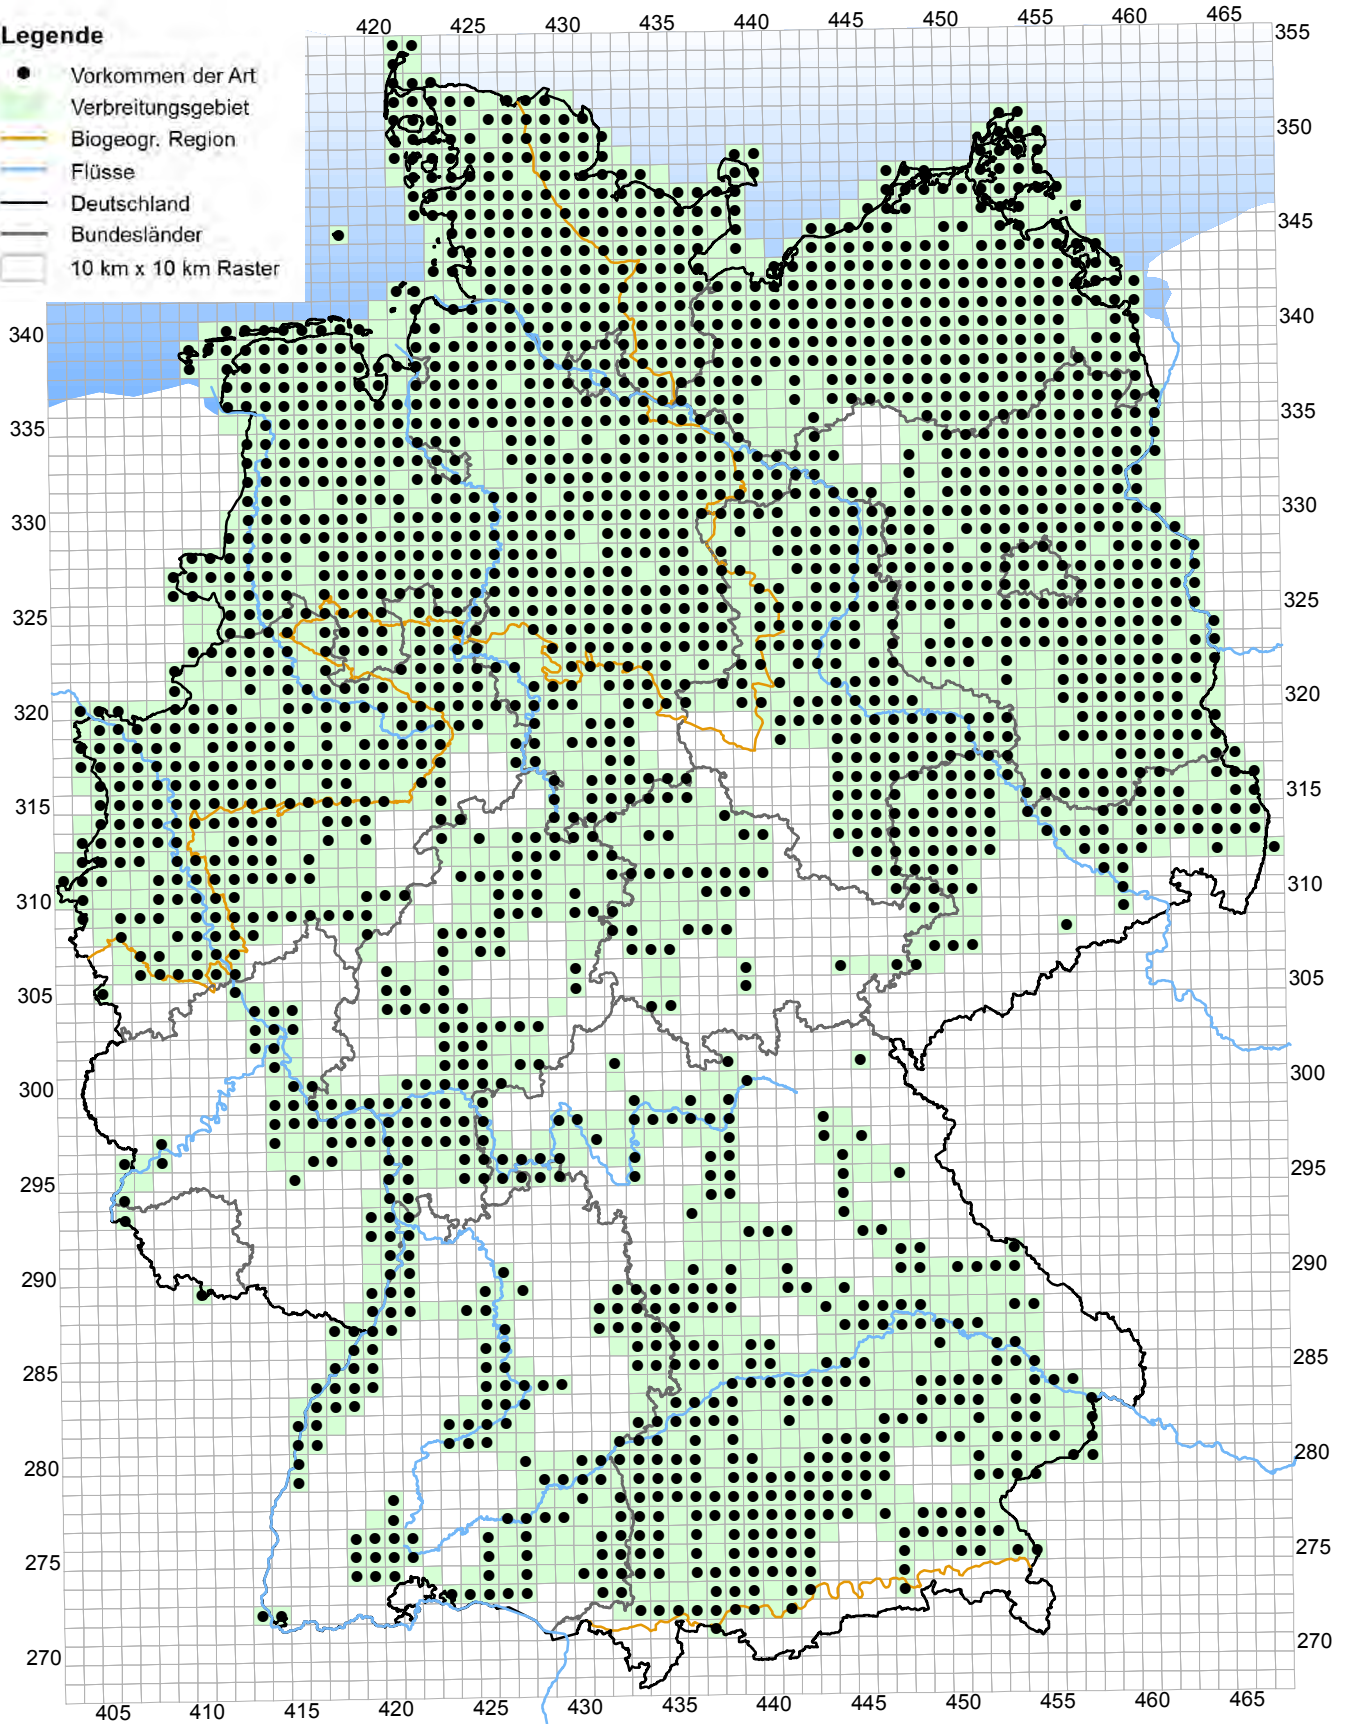 420 425 430 435 440 445 450 455 460 465
Legende
Vorkommen der Art
Verbreitungsgebiet
Biogeogr. Region
Flüsse
Deutschland
Bundesländer
10 km x 10 km Raster
355
350
345
340 340
335 335
330 330
325 325
320 320
315 315
310 310
305 305
300 300
295 295
290 290
285 285
280 280
275 275
270 270
405 410 415 420 425 430 435 440 445 450 455 460 465